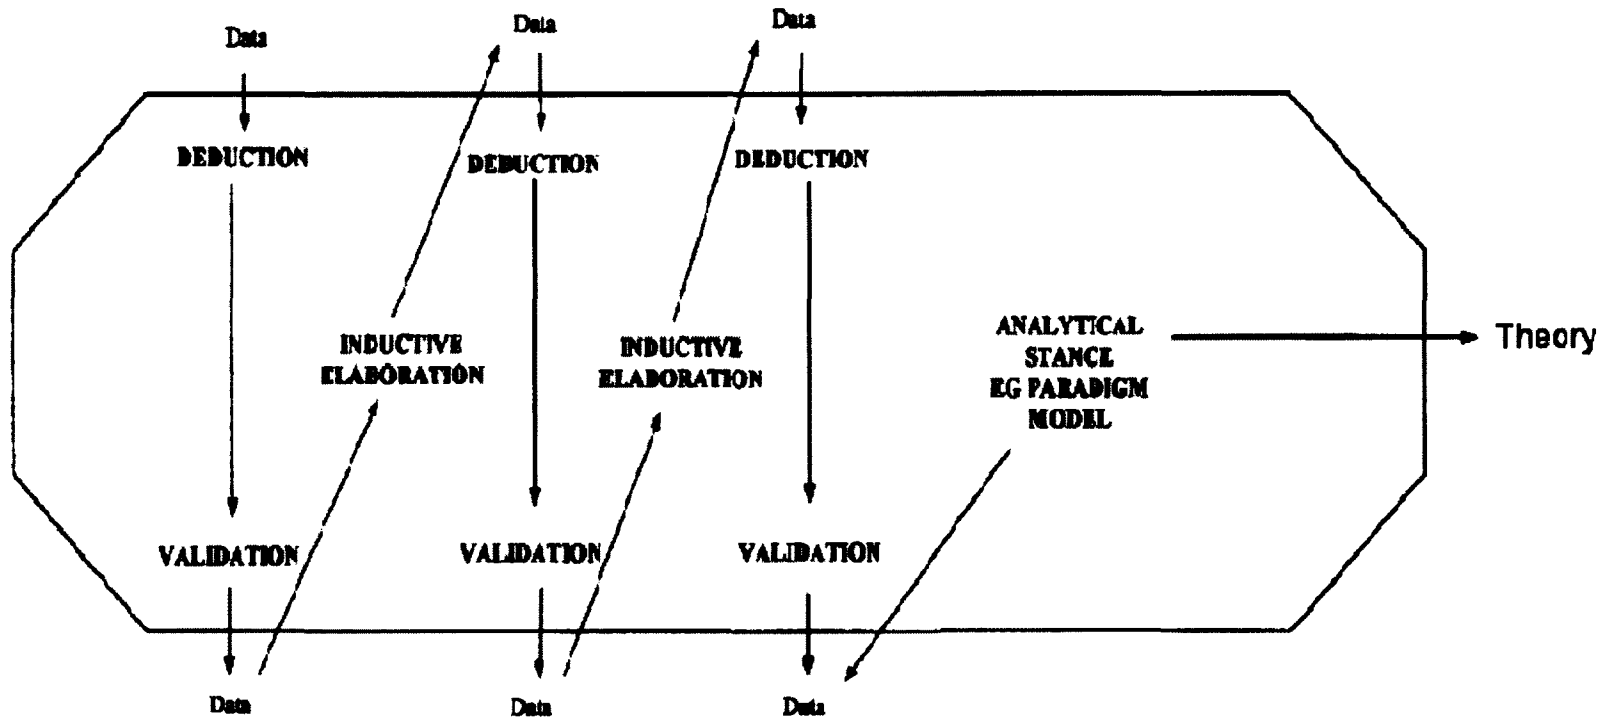 Data
Data
Data
DEDUCTION
DEDUCTION
DEDUCTION
INDUCTIVE
ELABORATION
INDUCTIVE
ELABORATION
ANALYTICAL
STANCE
EG PARADIGM
MODEL
Theory
VALIDATION
VALIDATION
VALIDATION
Data
Data
Data